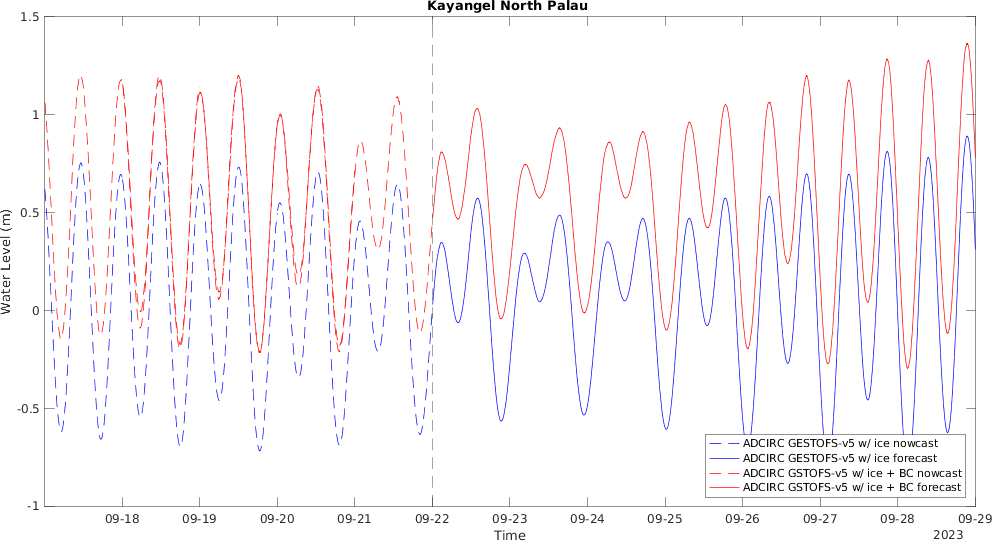 Kayangel North Palau
1.5
1
0.5
0
-0.5
-1
Water Level (m)
ADCIRC GESTOFS-v5 w/ ice nowcast
ADCIRC GESTOFS-v5 w/ ice forecast
ADCIRC GSTOFS-v5 w/ ice + BC nowcast
ADCIRC GSTOFS-v5 w/ ice + BC forecast
09-18 09-19 09-20 09-21 09-22 09-23 09-24 09-25 09-26 09-27 09-28 09-29
Time 2023